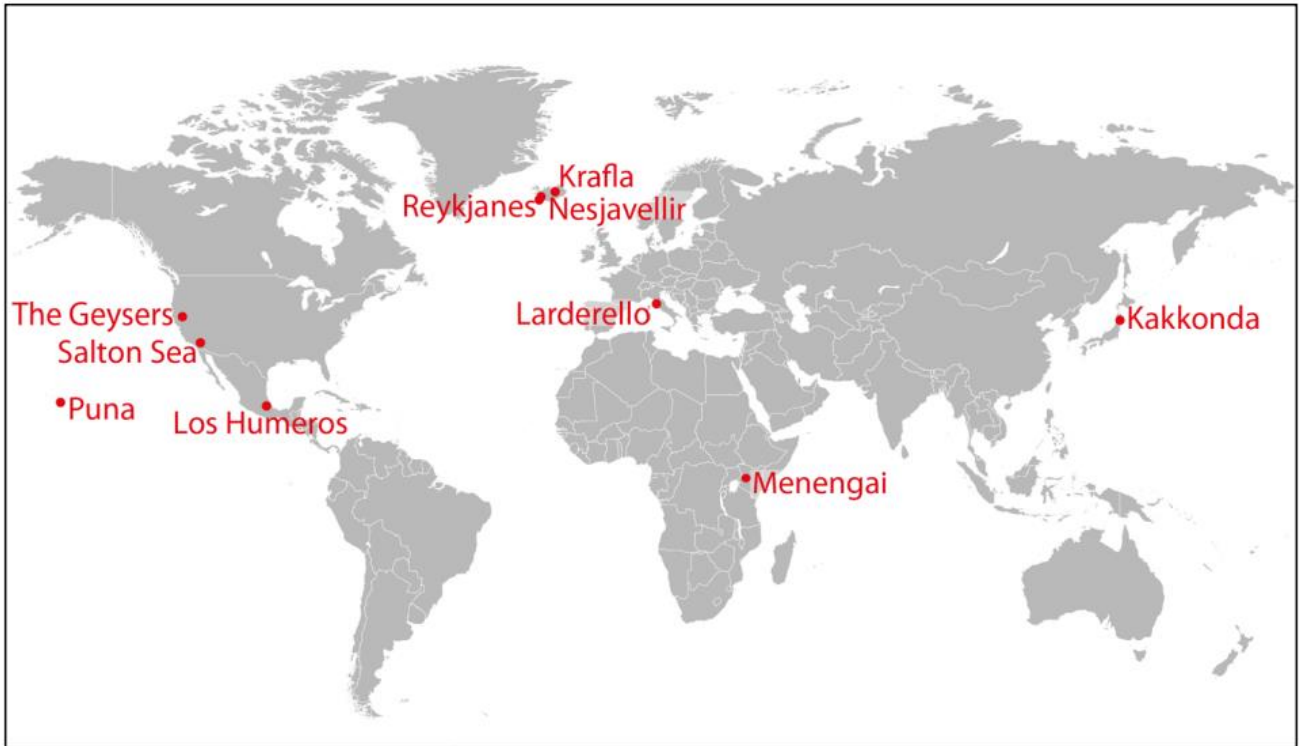 Krafla
Reykjanes
Nesjavellir
The Geysers
Larderello
Kakkonda
Salton Sea
Puna
Los Humeros
Menengai